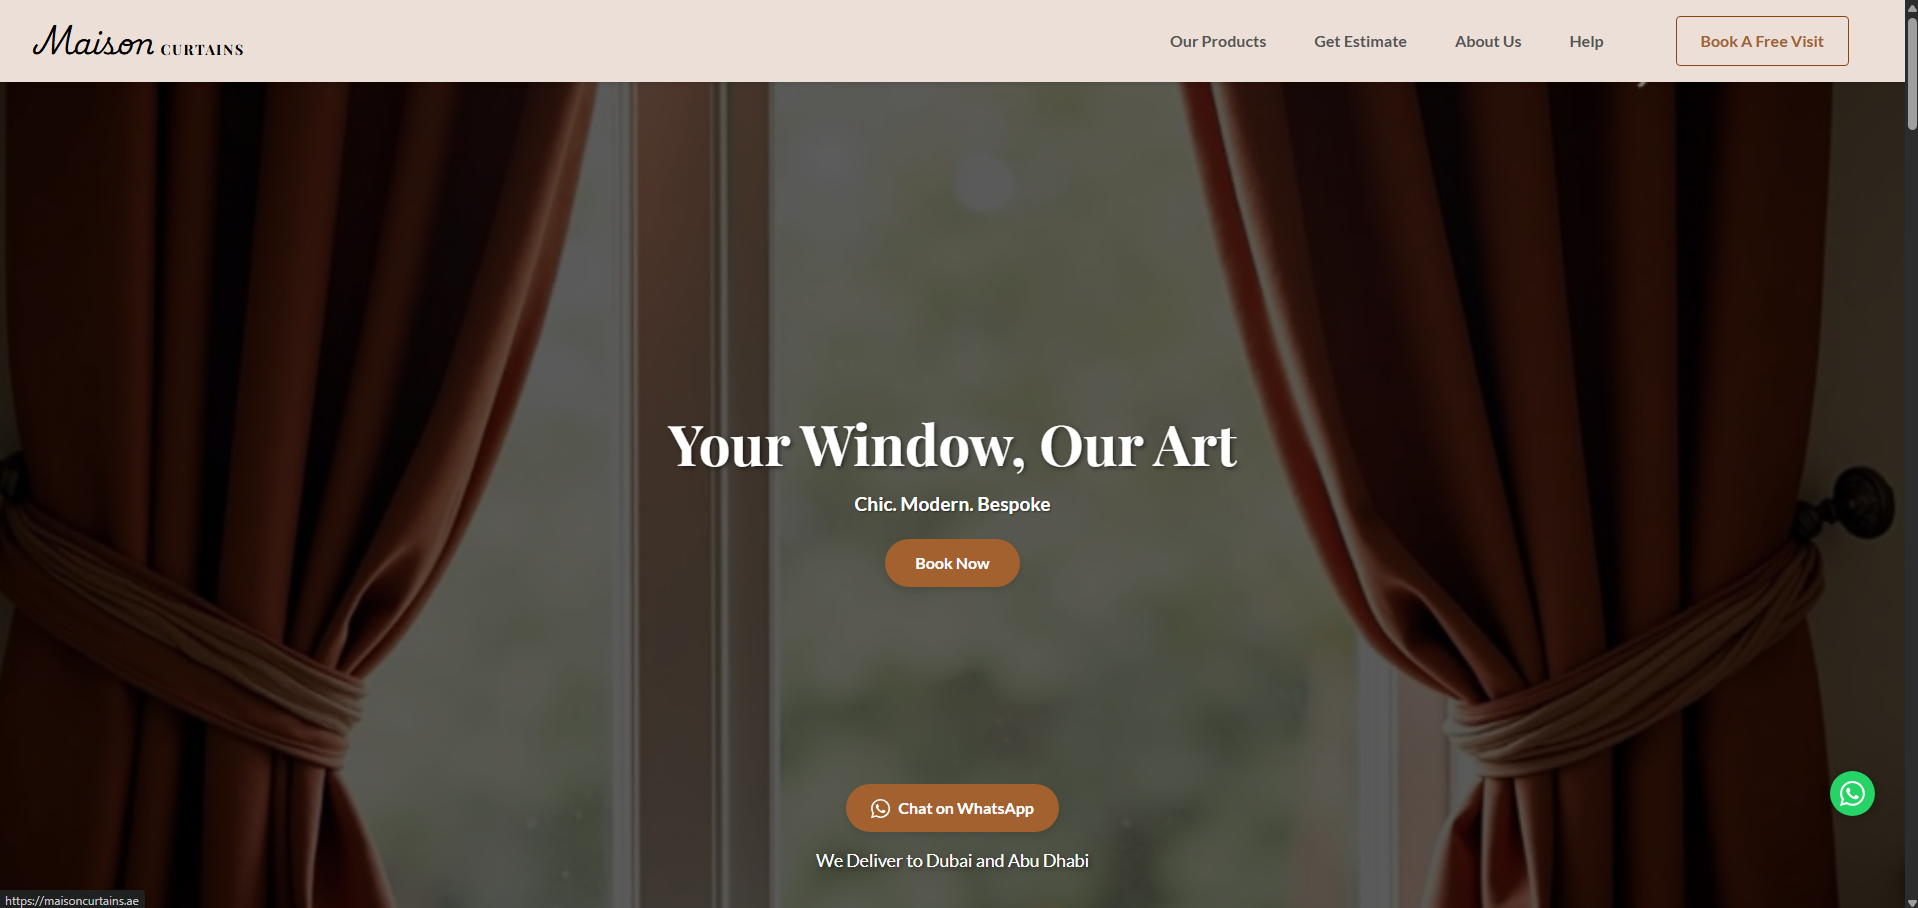 Maison CURTAINS
Our Products
Get Estimate
About Us
Help
Book A Free Visit
Your Window, Our Art
Chic. Modern. Bespoke
Book Now
Chat on WhatsApp
We Deliver to Dubai and Abu Dhabi
https://maisoncurtains.ae